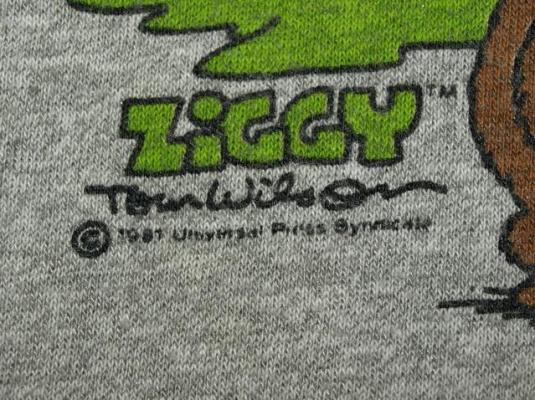 ZiGGY™
Tom Wilson
© 1981 Universal Press Syndicate